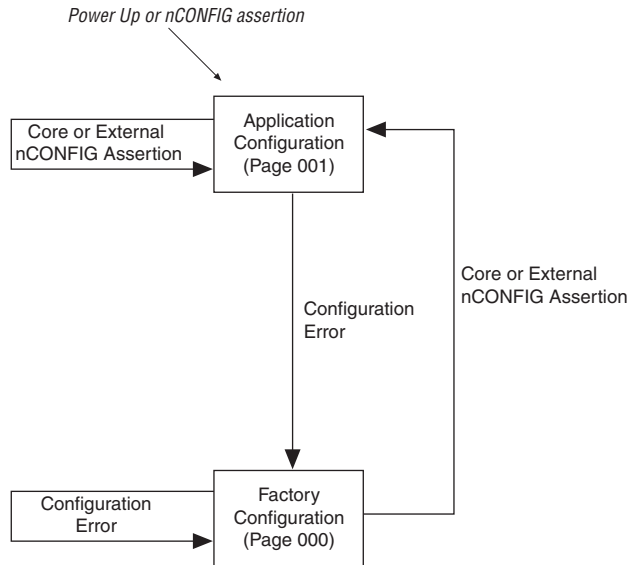 Power Up or nCONFIG assertion
Application
Configuration
(Page 001)
Core or External
nCONFIG Assertion
Core or External
nCONFIG Assertion
Configuration
Error
Configuration
Error
Factory
Configuration
(Page 000)